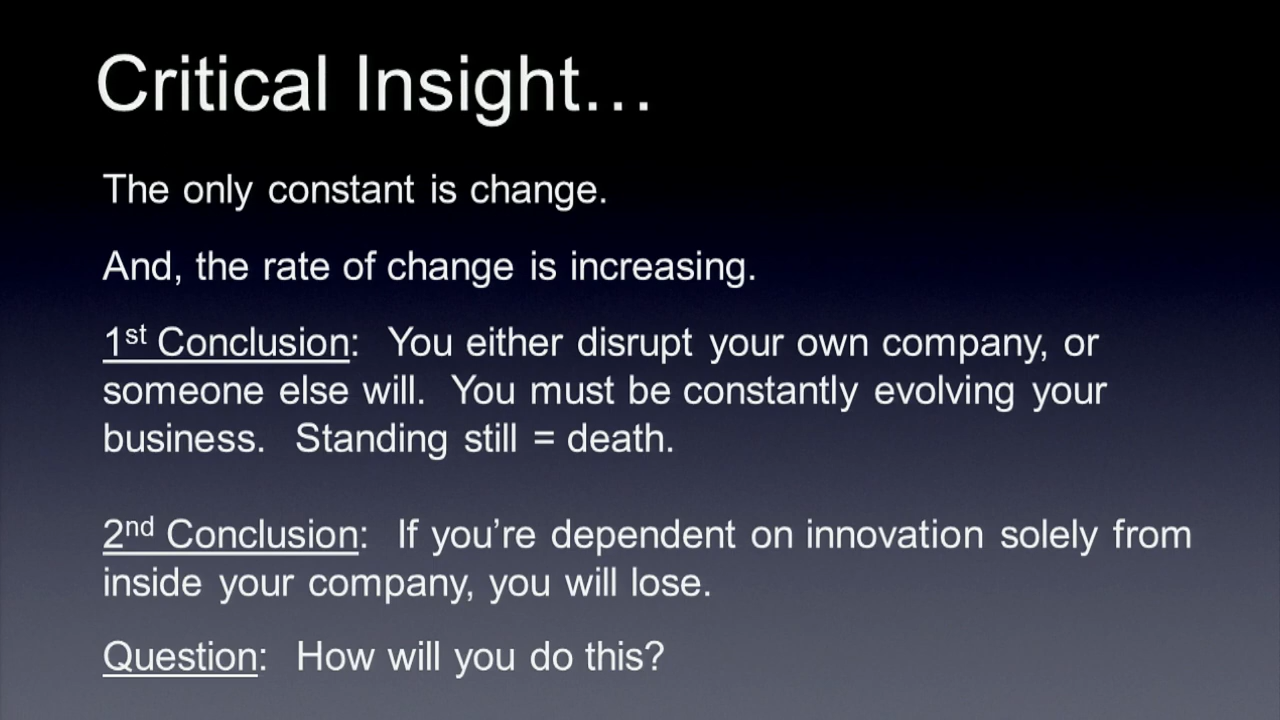 Critical Insight…
The only constant is change.
And, the rate of change is increasing.
1st Conclusion:  You either disrupt your own company, or
someone else will.  You must be constantly evolving your
business.  Standing still = death.
2nd Conclusion:  If you’re dependent on innovation solely from
inside your company, you will lose.
Question:  How will you do this?